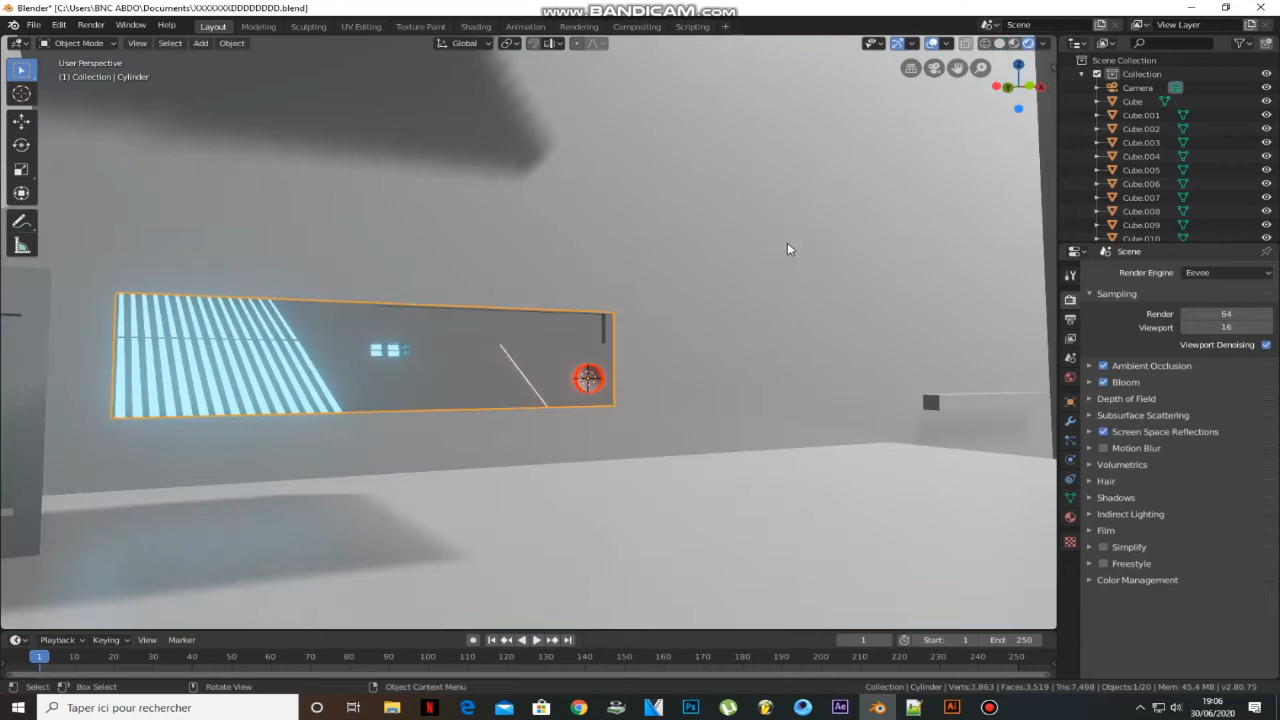 Blender* [C:\Users\BNC ABDO\Documents\XXXXXXXDDDDDDDD.blend]
www.BANDICAM.com
File Edit Render Window Help Layout Modeling Sculpting UV Editing Texture Paint Shading Animation Rendering Compositing Scripting + Scene View Layer
Object Mode View Select Add Object Global
User Perspective
(1) Collection | Cylinder
Z
Y
X
Scene Collection
Collection
Camera
Cube
Cube.001
Cube.002
Cube.003
Cube.004
Cube.005
Cube.006
Cube.007
Cube.008
Cube.009
Cube.010
Scene
Render Engine Eevee
Sampling
Render 64
Viewport 16
Viewport Denoising
Ambient Occlusion
Bloom
Depth of Field
Subsurface Scattering
Screen Space Reflections
Motion Blur
Volumetrics
Hair
Shadows
Indirect Lighting
Film
Simplify
Freestyle
Color Management
Playback Keying View Marker 1 Start: 1 End: 250
1 10 20 30 40 50 60 70 80 90 100 110 120 130 140 150 160 170 180 190 200 210 220 230 240 250
Select Box Select Rotate View Object Context Menu Collection | Cylinder | Verts:3,863 | Faces:3,519 | Tris:7,498 | Objects:1/20 | Mem: 45.4 MB | v2.80.75
Taper ici pour rechercher
19:06
30/06/2020